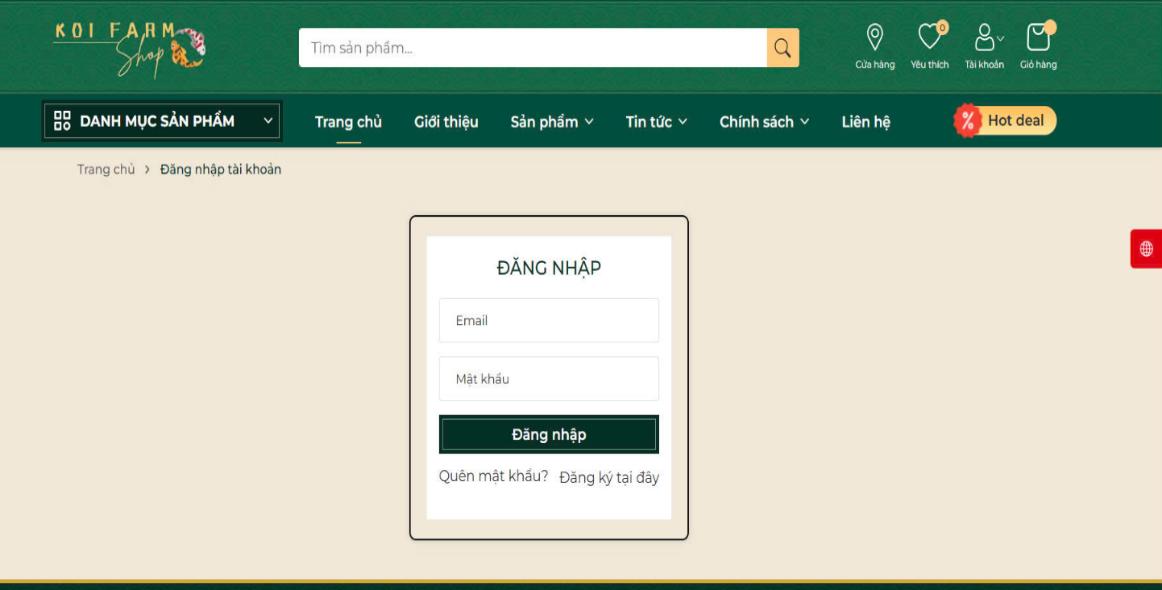 KOI FARM
Shop
Tìm sản phẩm...
0
Cửa hàng Yêu thích Tài khoản Giỏ hàng
DANH MỤC SẢN PHẨM Trang chủ Giới thiệu Sản phẩm Tin tức Chính sách Liên hệ % Hot deal
Trang chủ > Đăng nhập tài khoản
ĐĂNG NHẬP
Email
Mật khẩu
Đăng nhập
Quên mật khẩu? Đăng ký tại đây